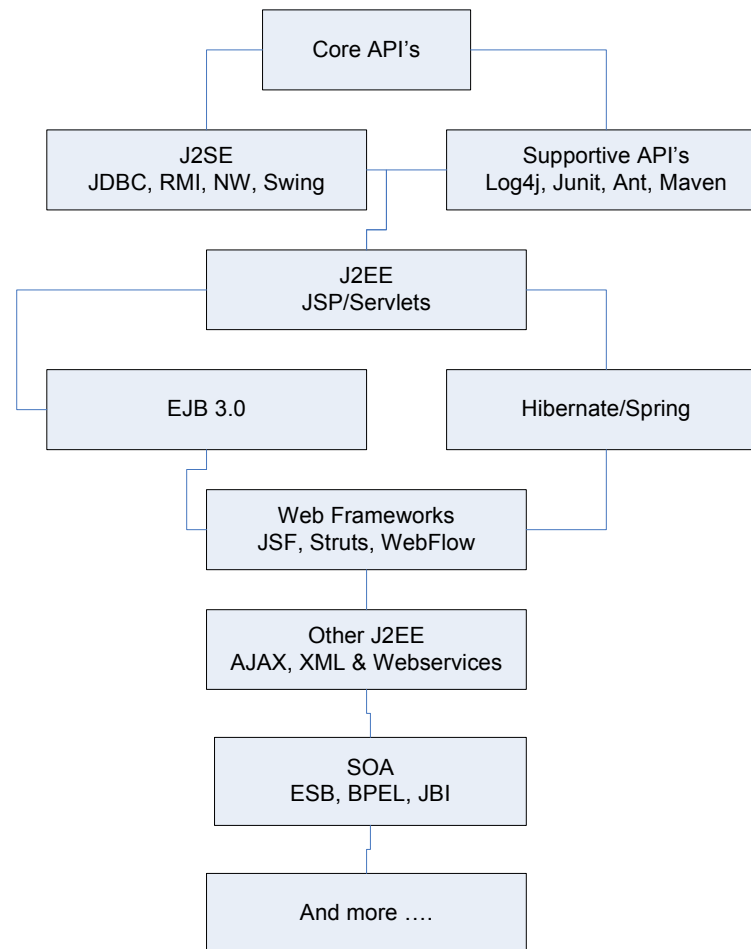 Core API's
J2SE
JDBC, RMI, NW, Swing
Supportive API's
Log4j, Junit, Ant, Maven
J2EE
JSP/Servlets
EJB 3.0
Hibernate/Spring
Web Frameworks
JSF, Struts, WebFlow
Other J2EE
AJAX, XML & Webservices
SOA
ESB, BPEL, JBI
And more ….